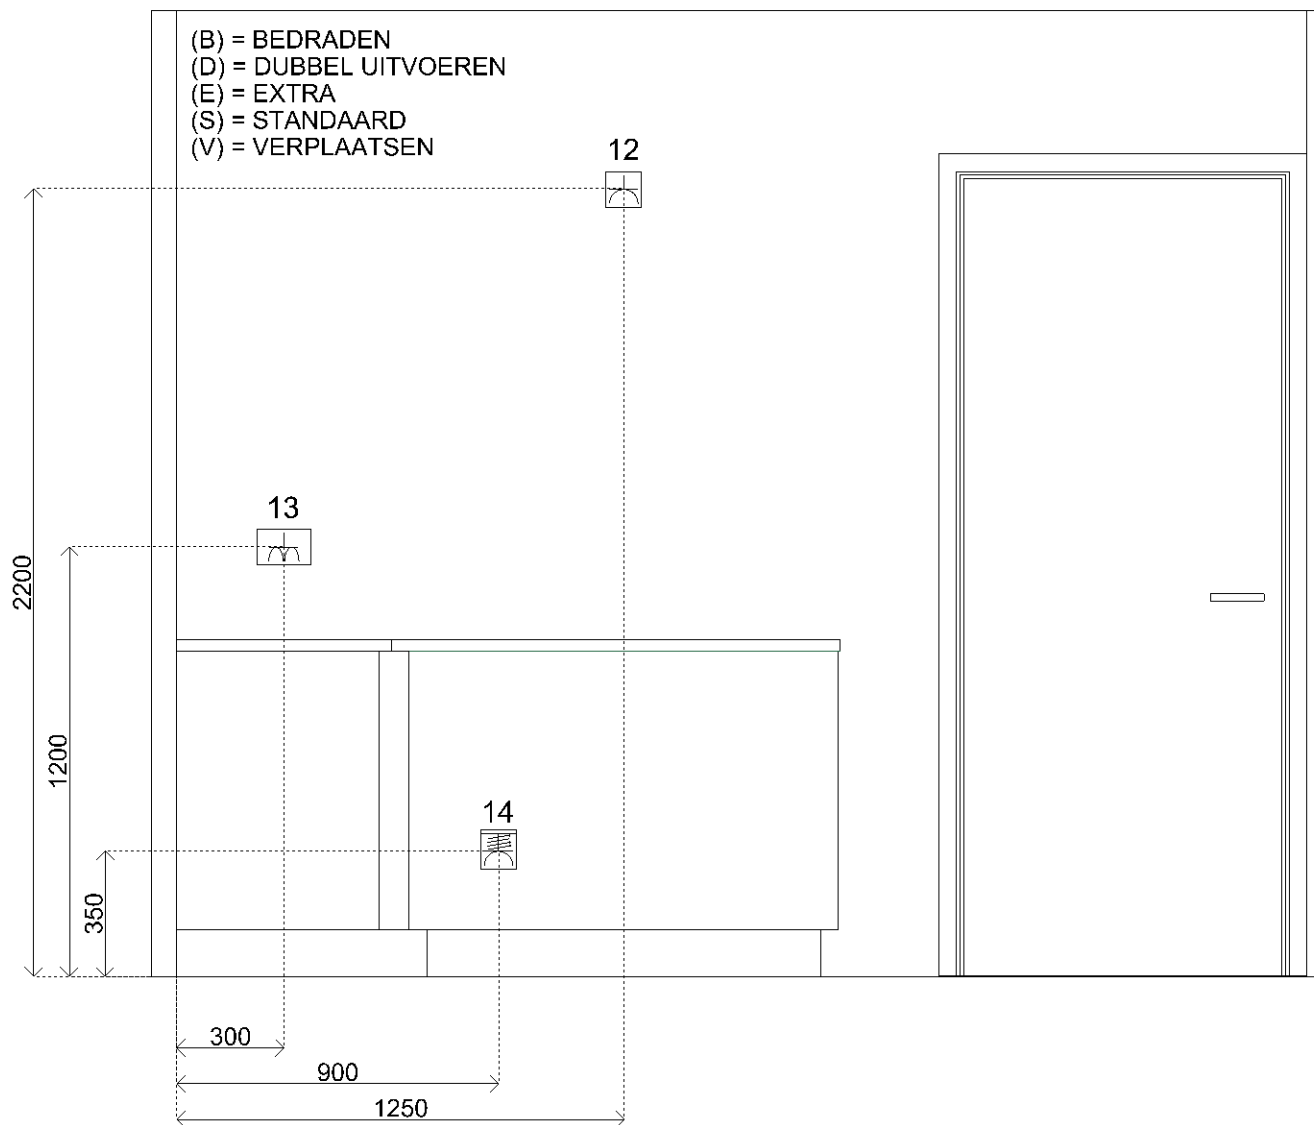 (B) = BEDRADEN
(D) = DUBBEL UITVOEREN
(E) = EXTRA
(S) = STANDAARD
(V) = VERPLAATSEN
12
13
2200
1200
14
350
300
900
1250